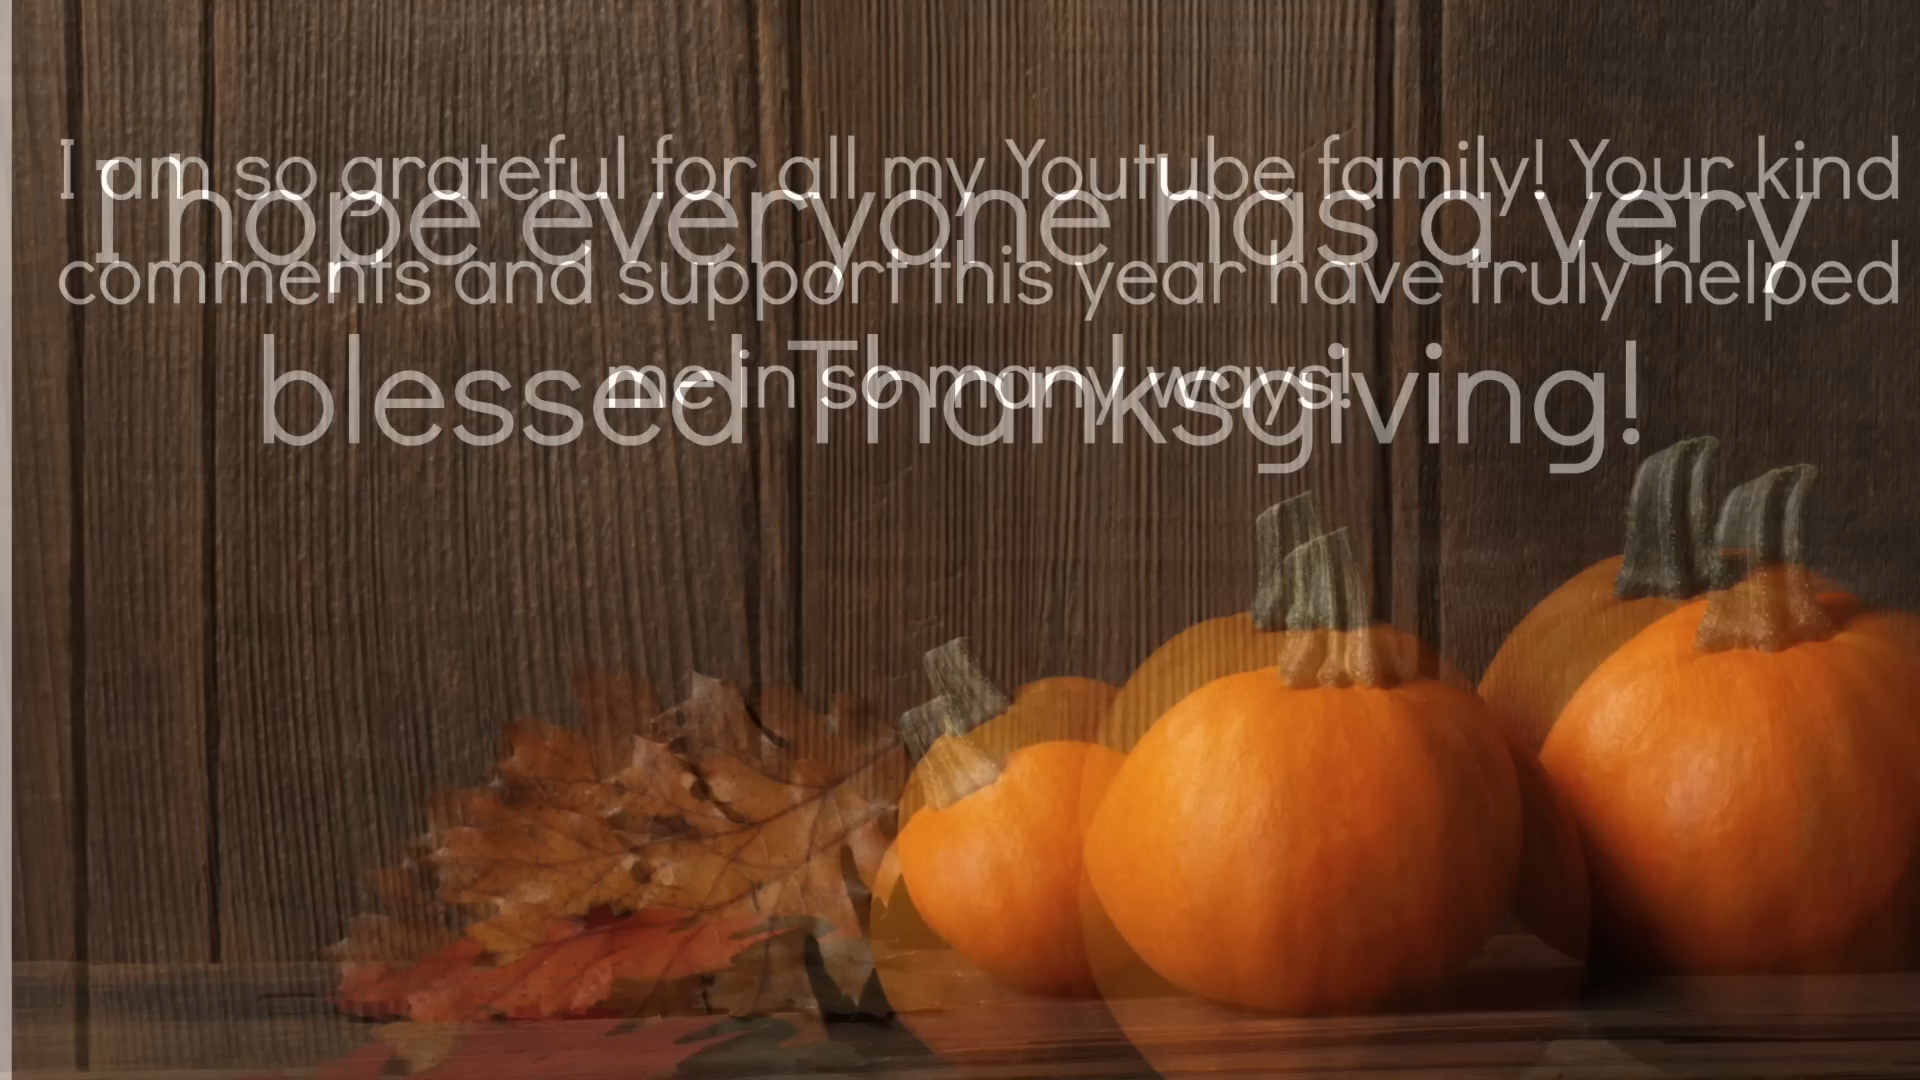 I am so grateful for all my Youtube family! Your kind
comments and support this year have truly helped
me in so many ways!
I hope everyone has a very
blessed Thanksgiving!